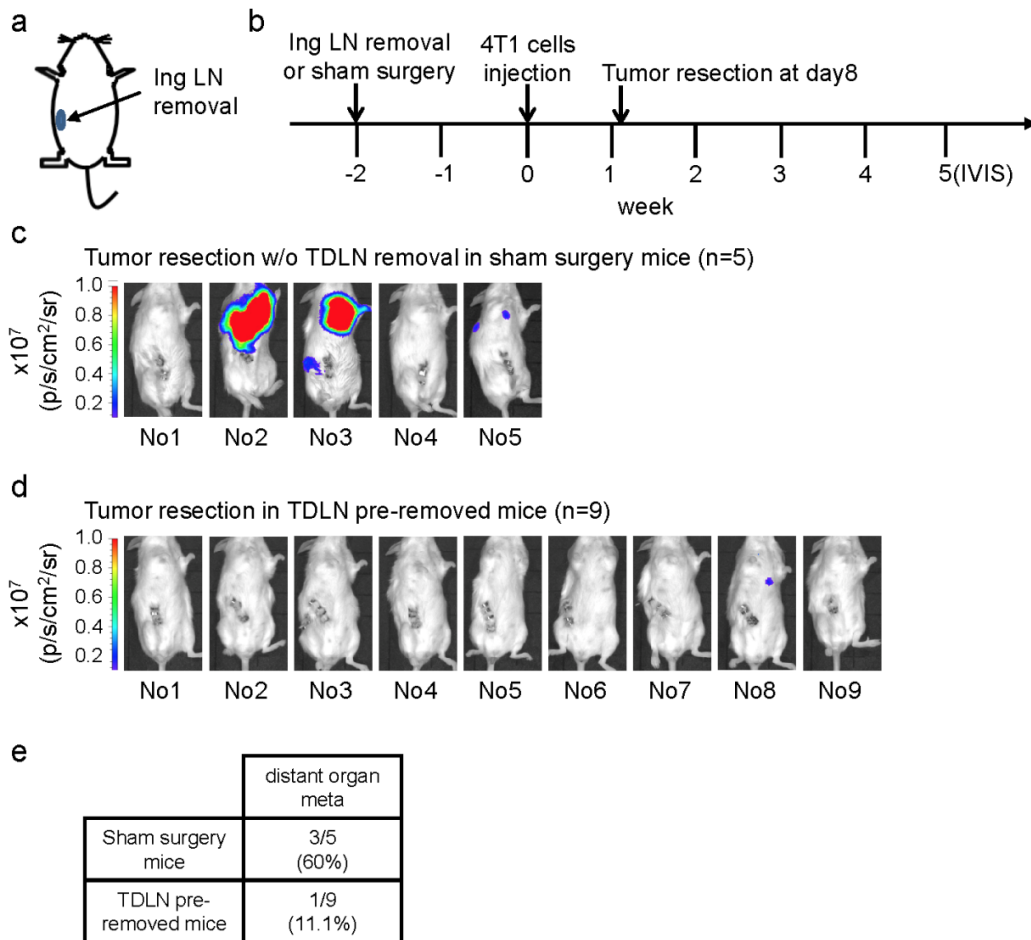 a
Ing LN
removal
b
Ing LN removal
or sham surgery
4T1 cells
injection
Tumor resection at day8
-2 -1 0 1 2 3 4 5(IVIS)
week
c
Tumor resection w/o TDLN removal in sham surgery mice (n=5)
x10⁷
(p/s/cm²/sr)
1.0
0.8
0.6
0.4
0.2
No1 No2 No3 No4 No5
d
Tumor resection in TDLN pre-removed mice (n=9)
x10⁷
(p/s/cm²/sr)
1.0
0.8
0.6
0.4
0.2
No1 No2 No3 No4 No5 No6 No7 No8 No9
e
distant organ
meta
Sham surgery
mice
3/5
(60%)
TDLN pre-
removed mice
1/9
(11.1%)